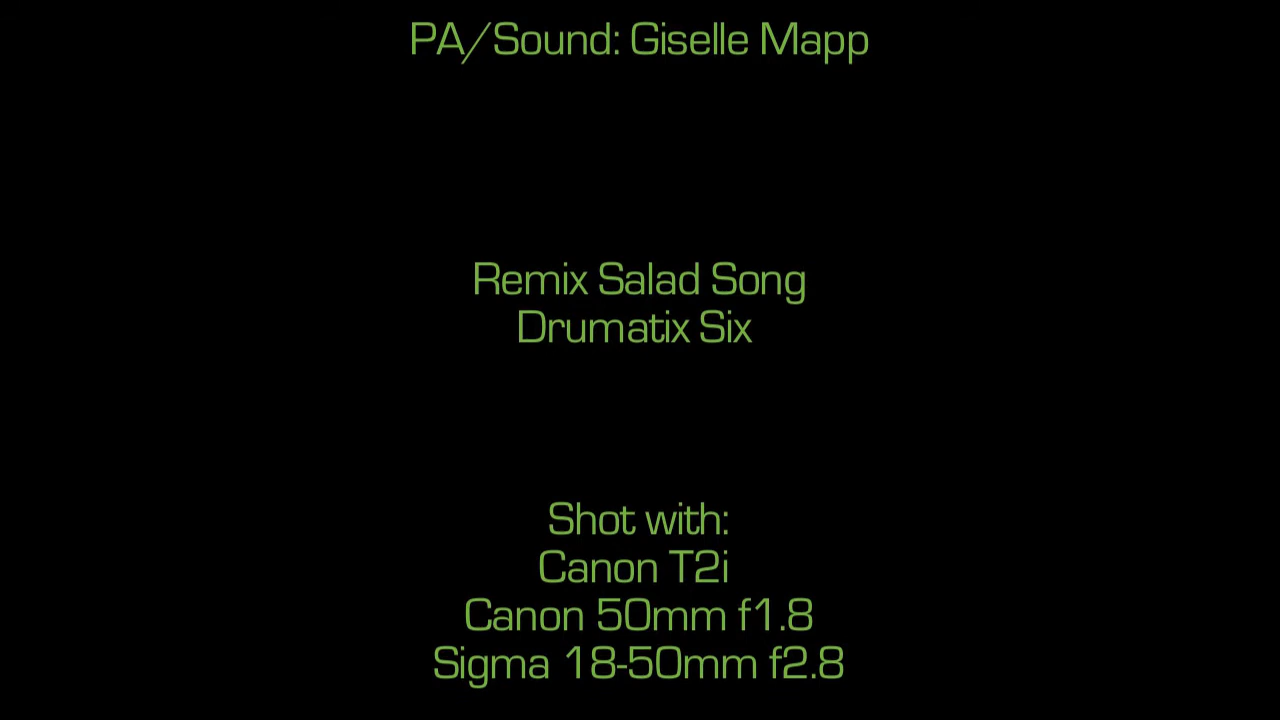 PA/Sound: Giselle Mapp
Remix Salad Song
Drumatix Six
Shot with:
Canon T2i
Canon 50mm f1.8
Sigma 18-50mm f2.8